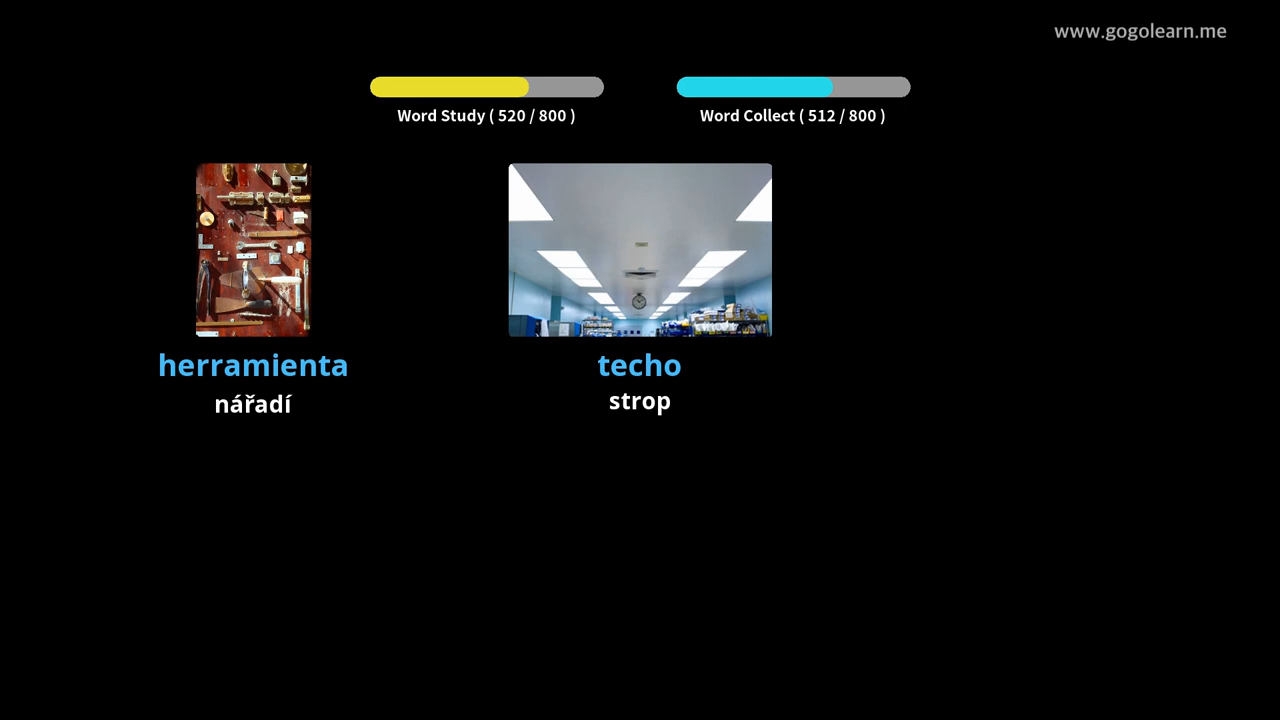 www.gogolearn.me
Word Study ( 520 / 800 )
Word Collect ( 512 / 800 )
herramienta
nářadí
techo
strop